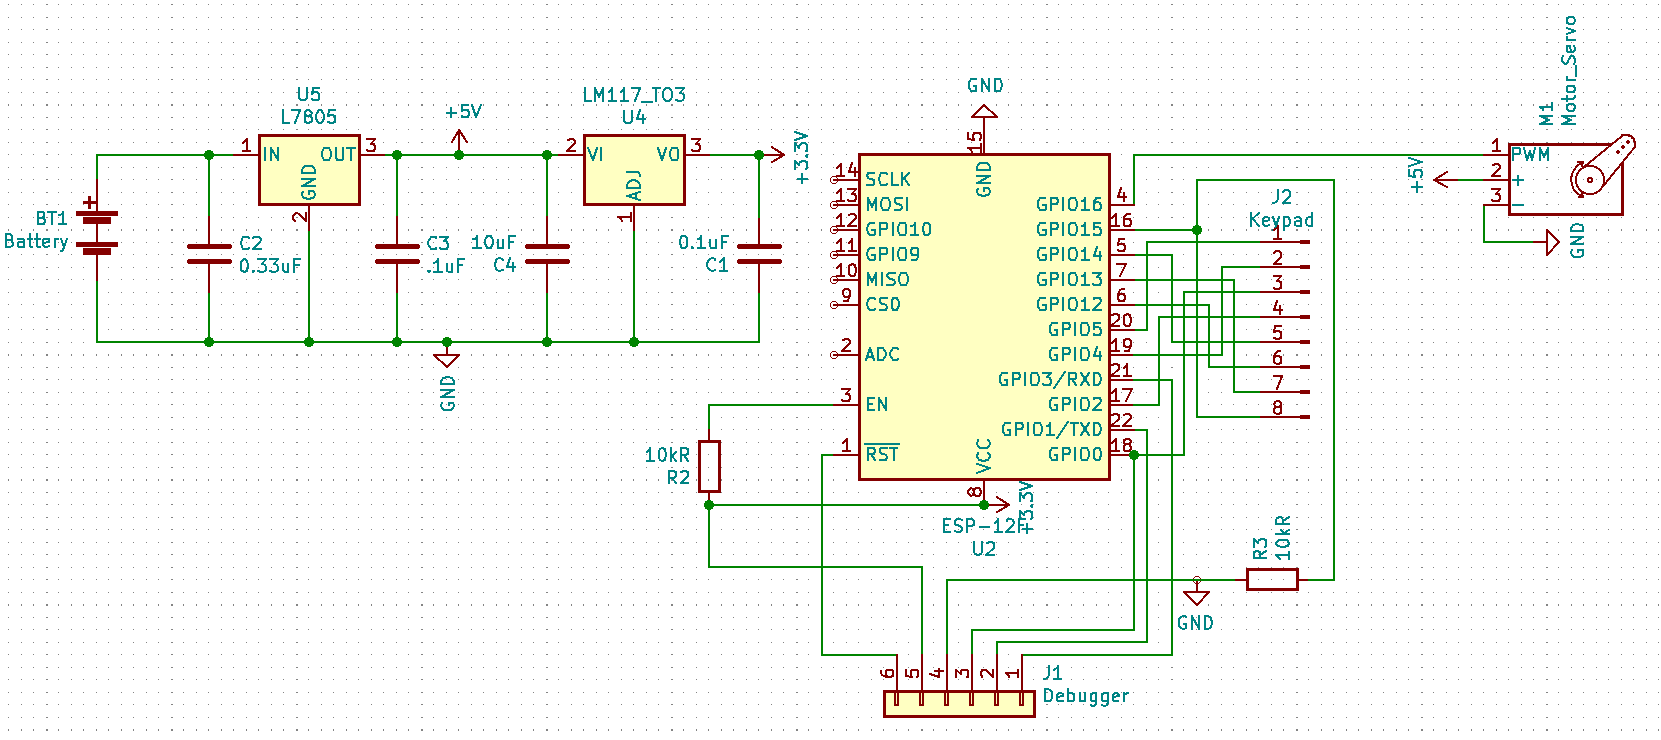 U5
L7805
1 IN OUT 3
GND
2
+5V
LM117_TO3
U4
2 VI VO 3
ADJ
1
+3.3V
BT1
Battery
+
C2
0.33uF
C3
.1uF
10uF
C4
0.1uF
C1
GND
GND
15
GND
14 SCLK
13 MOSI
12 GPIO10
11 GPIO9
10 MISO
9 CS0
2 ADC
3 EN
1 RST
GPIO16 4
GPIO15 16
GPIO14 5
GPIO13 7
GPIO12 6
GPIO5 20
GPIO4 19
GPIO3/RXD 21
GPIO2 17
GPIO1/TXD 22
GPIO0 18
VCC
8
+3.3V
ESP-12F
U2
10kR
R2
M1
Motor_Servo
1 PWM
2 +
3 -
+5V
GND
J2
Keypad
1
2
3
4
5
6
7
8
R3
10kR
GND
6 5 4 3 2 1
J1
Debugger